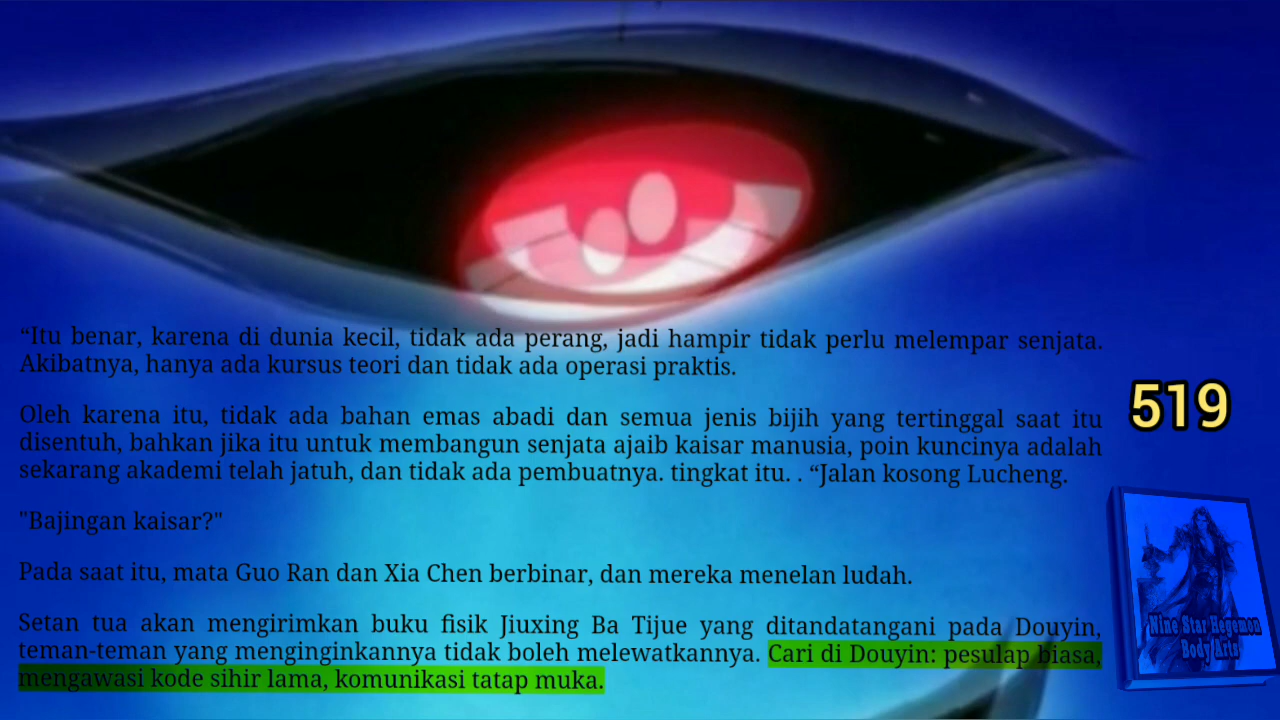 “Itu benar, karena di dunia kecil, tidak ada perang, jadi hampir tidak perlu melempar senjata.
Akibatnya, hanya ada kursus teori dan tidak ada operasi praktis.
Oleh karena itu, tidak ada bahan emas abadi dan semua jenis bijih yang tertinggal saat itu
disentuh, bahkan jika itu untuk membangun senjata ajaib kaisar manusia, poin kuncinya adalah
sekarang akademi telah jatuh, dan tidak ada pembuatnya. tingkat itu. . “Jalan kosong Lucheng.
"Bajingan kaisar?"
Pada saat itu, mata Guo Ran dan Xia Chen berbinar, dan mereka menelan ludah.
Setan tua akan mengirimkan buku fisik Jiuxing Ba Tijue yang ditandatangani pada Douyin,
teman-teman yang menginginkannya tidak boleh melewatkannya. Cari di Douyin: pesulap biasa,
mengawasi kode sihir lama, komunikasi tatap muka.
519
Nine Star Hegemon
Body Arts